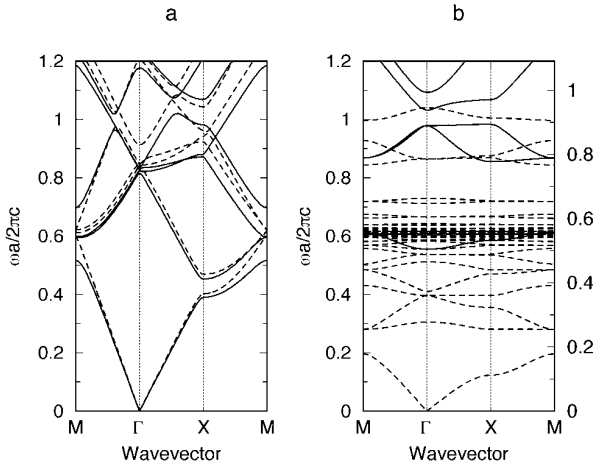 a b
1.2 1.2
1 1 1
0.8 0.8 0.8
0.6 0.6 0.6
0.4 0.4 0.4
0.2 0.2 0.2
0 0 0
ωa/2πc ωa/2πc
M Γ X M M Γ X M
Wavevector Wavevector